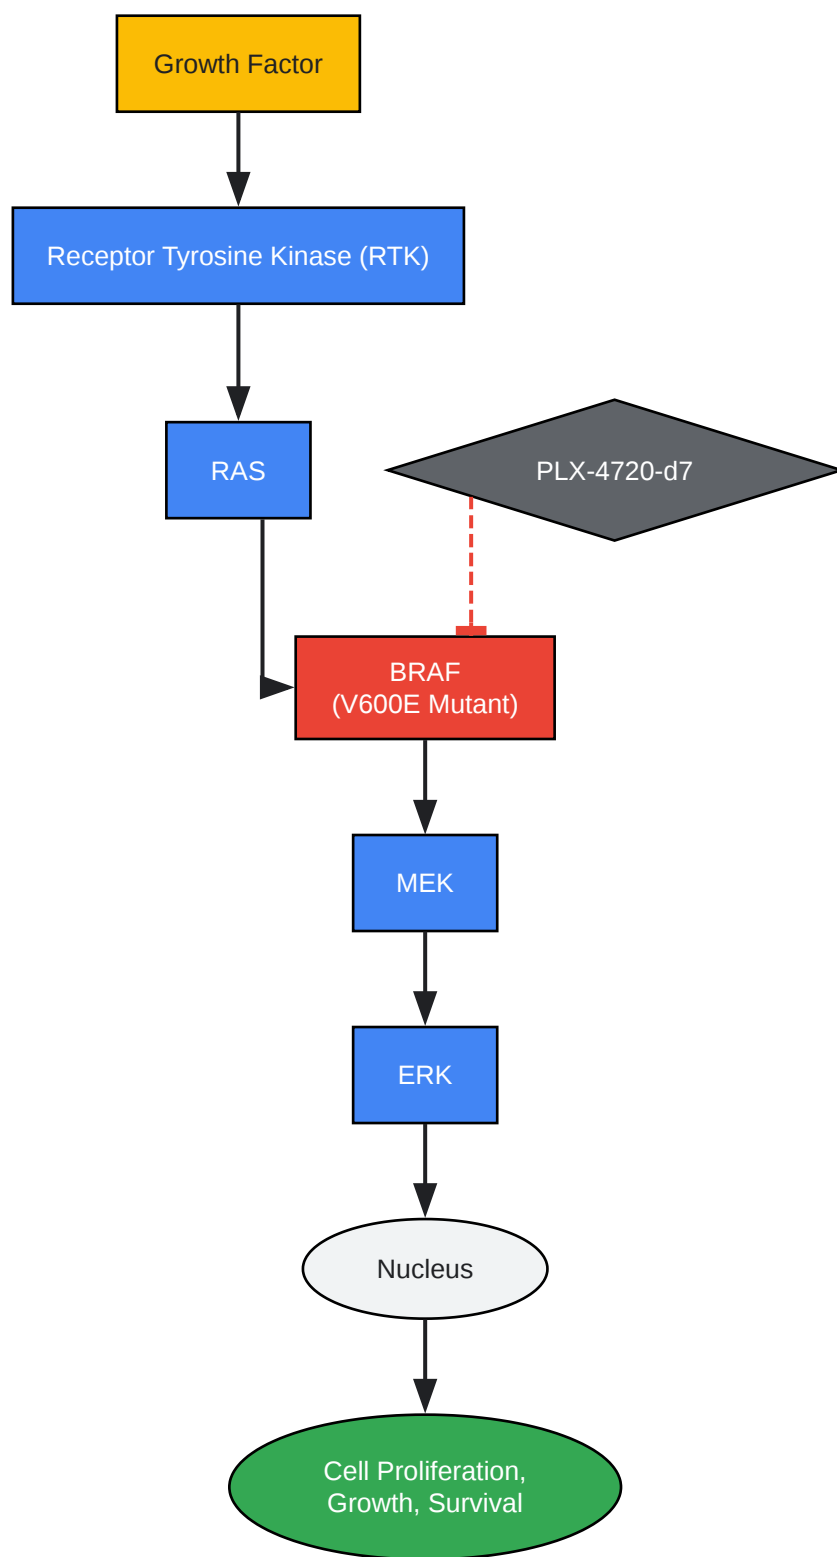 Growth Factor
Receptor Tyrosine Kinase (RTK)
RAS
PLX-4720-d7
BRAF
(V600E Mutant)
MEK
ERK
Nucleus
Cell Proliferation,
Growth, Survival